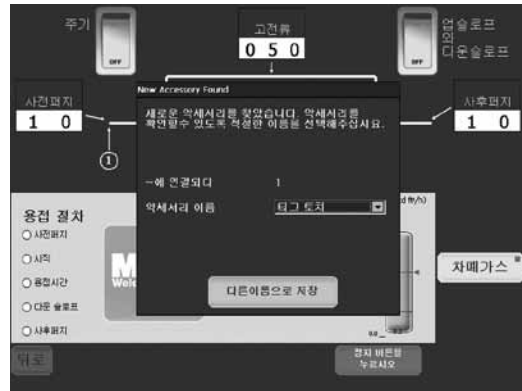 주기
OFF
고전류
0 5 0
OFF
업슬로프
와
다운슬로프
사전퍼지
1 0
사후퍼지
1 0
1
New Accessory Found
새로운 악세서리를 찾았습니다. 악세서리를
확인할수 있도록 적절한 이름을 선택해주십시요.
~에 연결되다 1
악세서리 이름 티그 토치
다른이름으로 저장
용접 절차
사전퍼지
시작
용접시간
다운 슬로프
사후퍼지
M
Weld
차폐가스
뒤로
정지 버튼을
누르시오